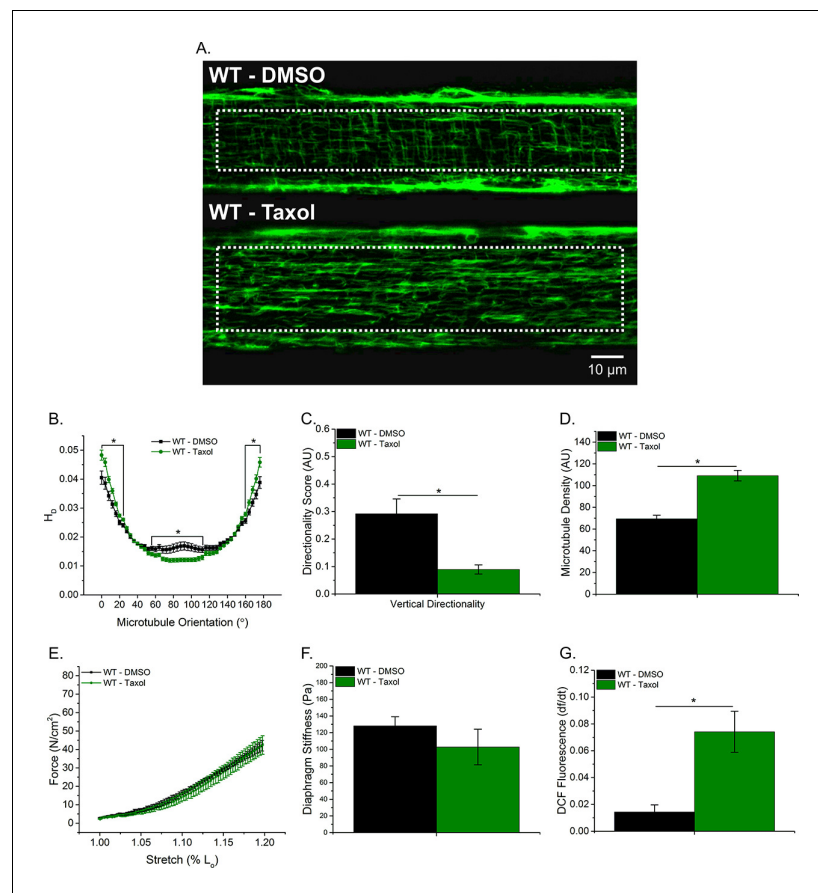 A.
WT - DMSO
WT - Taxol
10 µm
B.
WT - DMSO
WT - Taxol
*
*
*
0.05
0.04
0.03
0.02
0.01
0.00
H_D
0 20 40 60 80 100 120 140 160 180
Microtubule Orientation (°)
C.
WT - DMSO
WT - Taxol
*
0.6
0.5
0.4
0.3
0.2
0.1
0.0
Directionality Score (AU)
Vertical Directionality
D.
WT - DMSO
WT - Taxol
*
140
120
100
80
60
40
20
0
Microtubule Density (AU)
E.
WT - DMSO
WT - Taxol
80
70
60
50
40
30
20
10
0
Force (N/cm²)
1.00 1.05 1.10 1.15 1.20
Stretch (% L_o)
F.
WT - DMSO
WT - Taxol
200
180
160
140
120
100
80
60
40
20
0
Diaphragm Stiffness (Pa)
G.
WT - DMSO
WT - Taxol
*
0.12
0.10
0.08
0.06
0.04
0.02
0.00
DCF Fluorescence (df/dt)